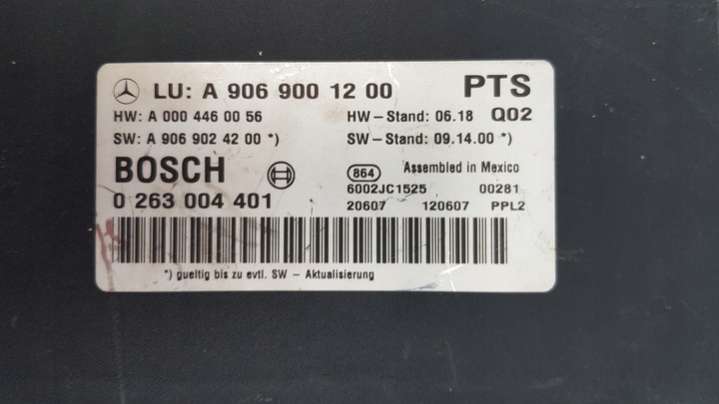 LU: A 906 900 12 00 PTS
HW: A 000 446 00 56 HW-Stand: 06.18 Q02
SW: A 906 902 42 00 *) SW-Stand: 09.14.00 *)
BOSCH 864 Assembled in Mexico
6002JC1525 00281
0 263 004 401 20607 120607 PPL2
*) gueltig bis zu evtl. SW - Aktualisierung